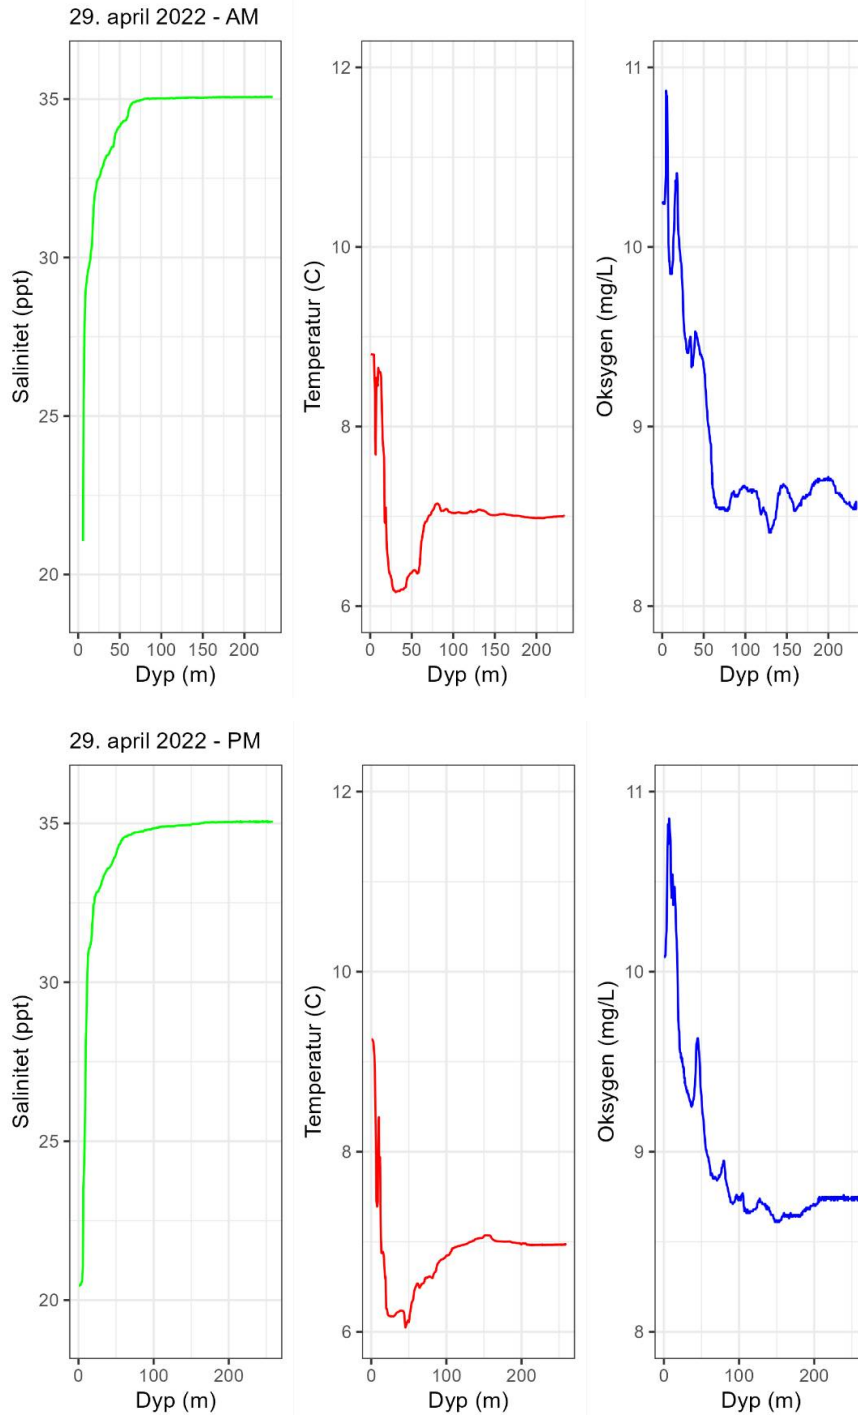 29. april 2022 - AM
Salinitet (ppt)
35
30
25
20
0 50 100 150 200
Dyp (m)
Temperatur (C)
12
10
8
6
0 50 100 150 200
Dyp (m)
Oksygen (mg/L)
11
10
9
8
0 50 100 150 200
Dyp (m)
29. april 2022 - PM
Salinitet (ppt)
35
30
25
20
0 100 200
Dyp (m)
Temperatur (C)
12
10
8
6
0 100 200
Dyp (m)
Oksygen (mg/L)
11
10
9
8
0 100 200
Dyp (m)